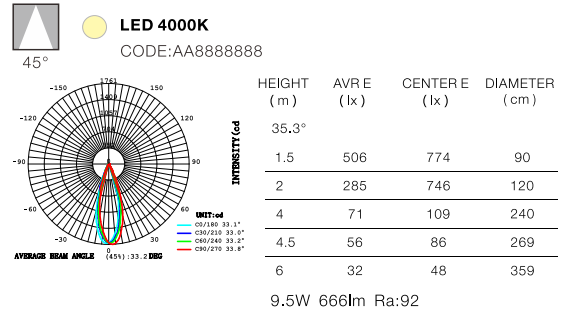 LED 4000K
CODE:AA8888888
45°
-150 150
-120 120
-90 90
-60 60
-30 30
0
1761
1409
1057
INTENSITY(cd
UNIT:cd
C0/180 33.1°
C30/210 33.0°
C60/240 33.2°
C90/270 33.8°
AVERAGE BEAM ANGLE (45%):33.2 DEG
HEIGHT AVR E CENTER E DIAMETER
(m) (lx) (lx) (cm)
35.3°
1.5 506 774 90
2 285 746 120
4 71 109 240
4.5 56 86 269
6 32 48 359
9.5W 666lm Ra:92